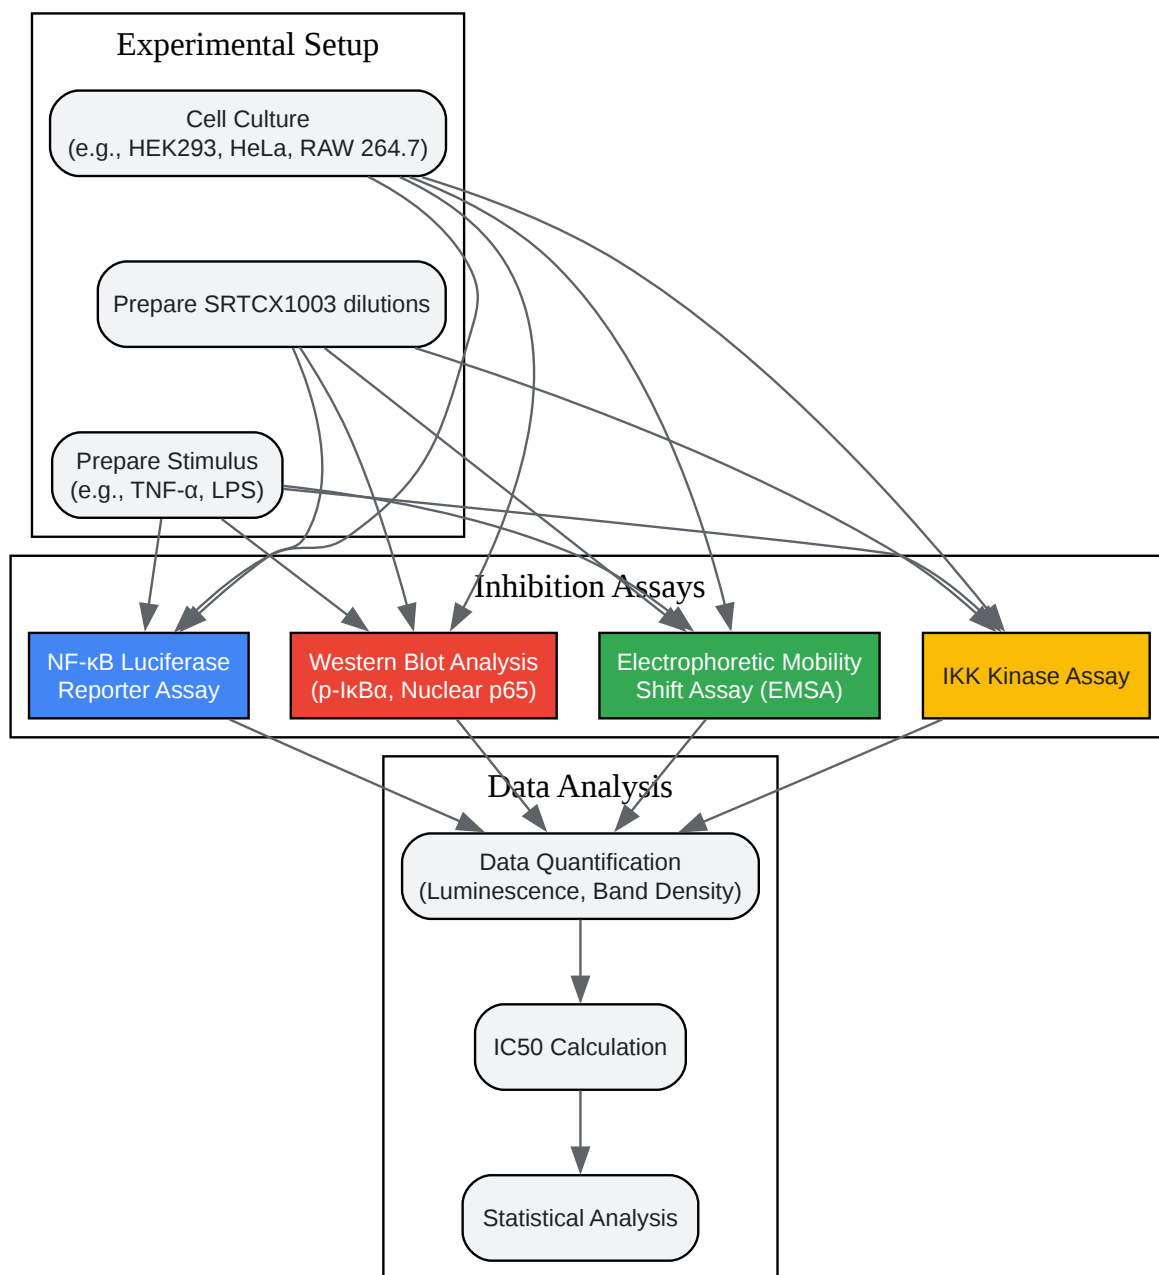 Experimental Setup
Cell Culture
(e.g., HEK293, HeLa, RAW 264.7)
Prepare SRTCX1003 dilutions
Prepare Stimulus
(e.g., TNF-α, LPS)
Inhibition Assays
NF-κB Luciferase
Reporter Assay
Western Blot Analysis
(p-IκBα, Nuclear p65)
Electrophoretic Mobility
Shift Assay (EMSA)
IKK Kinase Assay
Data Analysis
Data Quantification
(Luminescence, Band Density)
IC50 Calculation
Statistical Analysis